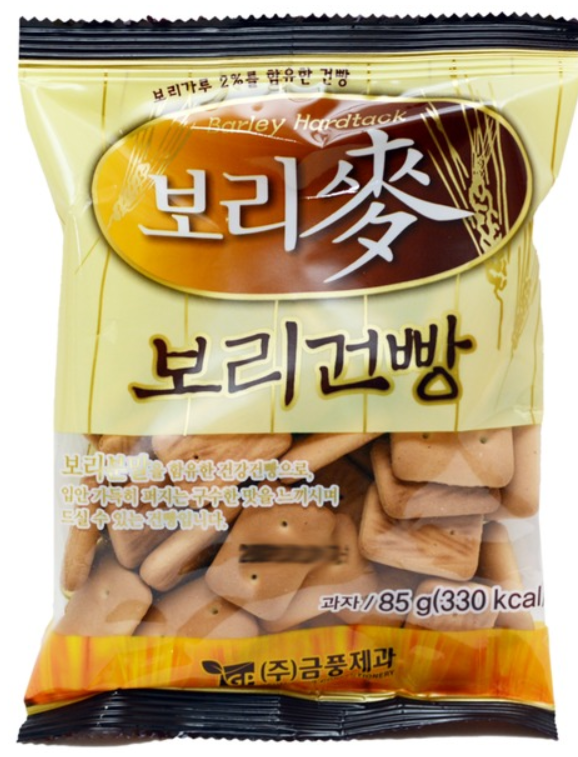 보리가루 2%를 함유한 건빵
Barley Hardtack
보리麥
보리건빵
보리분말을 함유한 건강건빵으로,
입안 가득히 퍼지는 구수한 맛을 느끼시며
드실 수 있는 건빵입니다.
과자/85 g(330 kcal)
(주)금풍제과